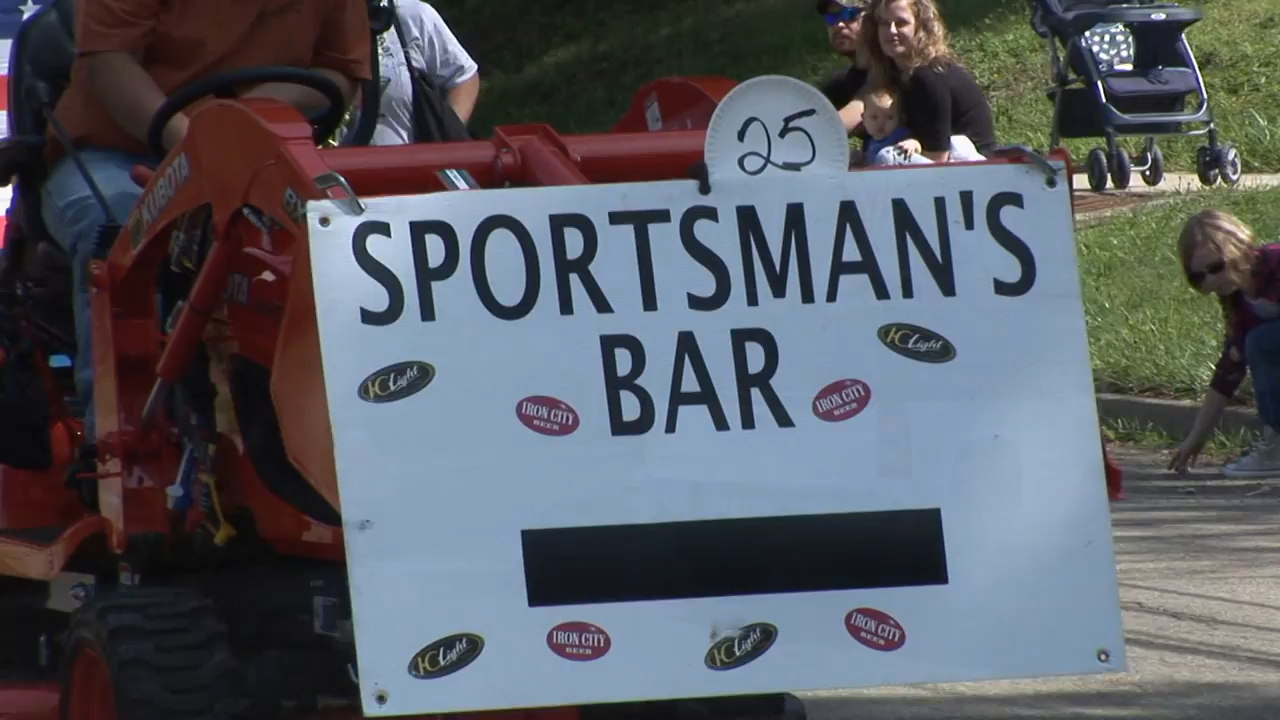 25
KUBOTA
SPORTSMAN'S
BAR
IC Light
IC Light
IRON CITY
BEER
IRON CITY
BEER
IC Light
IRON CITY
BEER
IC Light
IRON CITY
BEER